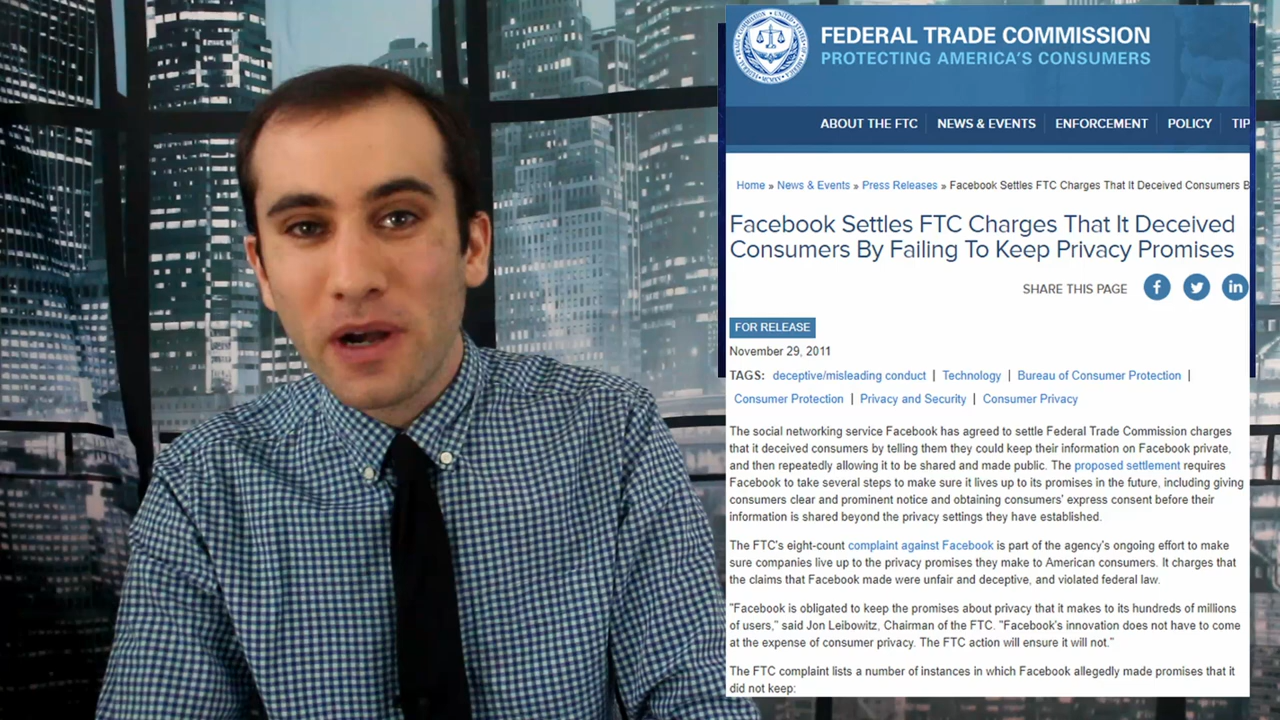 FEDERAL TRADE COMMISSION
PROTECTING AMERICA'S CONSUMERS
ABOUT THE FTC NEWS & EVENTS ENFORCEMENT POLICY TIP
Home » News & Events » Press Releases » Facebook Settles FTC Charges That It Deceived Consumers B
Facebook Settles FTC Charges That It Deceived
Consumers By Failing To Keep Privacy Promises
SHARE THIS PAGE
FOR RELEASE
November 29, 2011
TAGS: deceptive/misleading conduct | Technology | Bureau of Consumer Protection |
Consumer Protection | Privacy and Security | Consumer Privacy
The social networking service Facebook has agreed to settle Federal Trade Commission charges
that it deceived consumers by telling them they could keep their information on Facebook private,
and then repeatedly allowing it to be shared and made public. The proposed settlement requires
Facebook to take several steps to make sure it lives up to its promises in the future, including giving
consumers clear and prominent notice and obtaining consumers' express consent before their
information is shared beyond the privacy settings they have established.
The FTC's eight-count complaint against Facebook is part of the agency's ongoing effort to make
sure companies live up to the privacy promises they make to American consumers. It charges that
the claims that Facebook made were unfair and deceptive, and violated federal law.
"Facebook is obligated to keep the promises about privacy that it makes to its hundreds of millions
of users," said Jon Leibowitz, Chairman of the FTC. "Facebook's innovation does not have to come
at the expense of consumer privacy. The FTC action will ensure it will not."
The FTC complaint lists a number of instances in which Facebook allegedly made promises that it
did not keep: